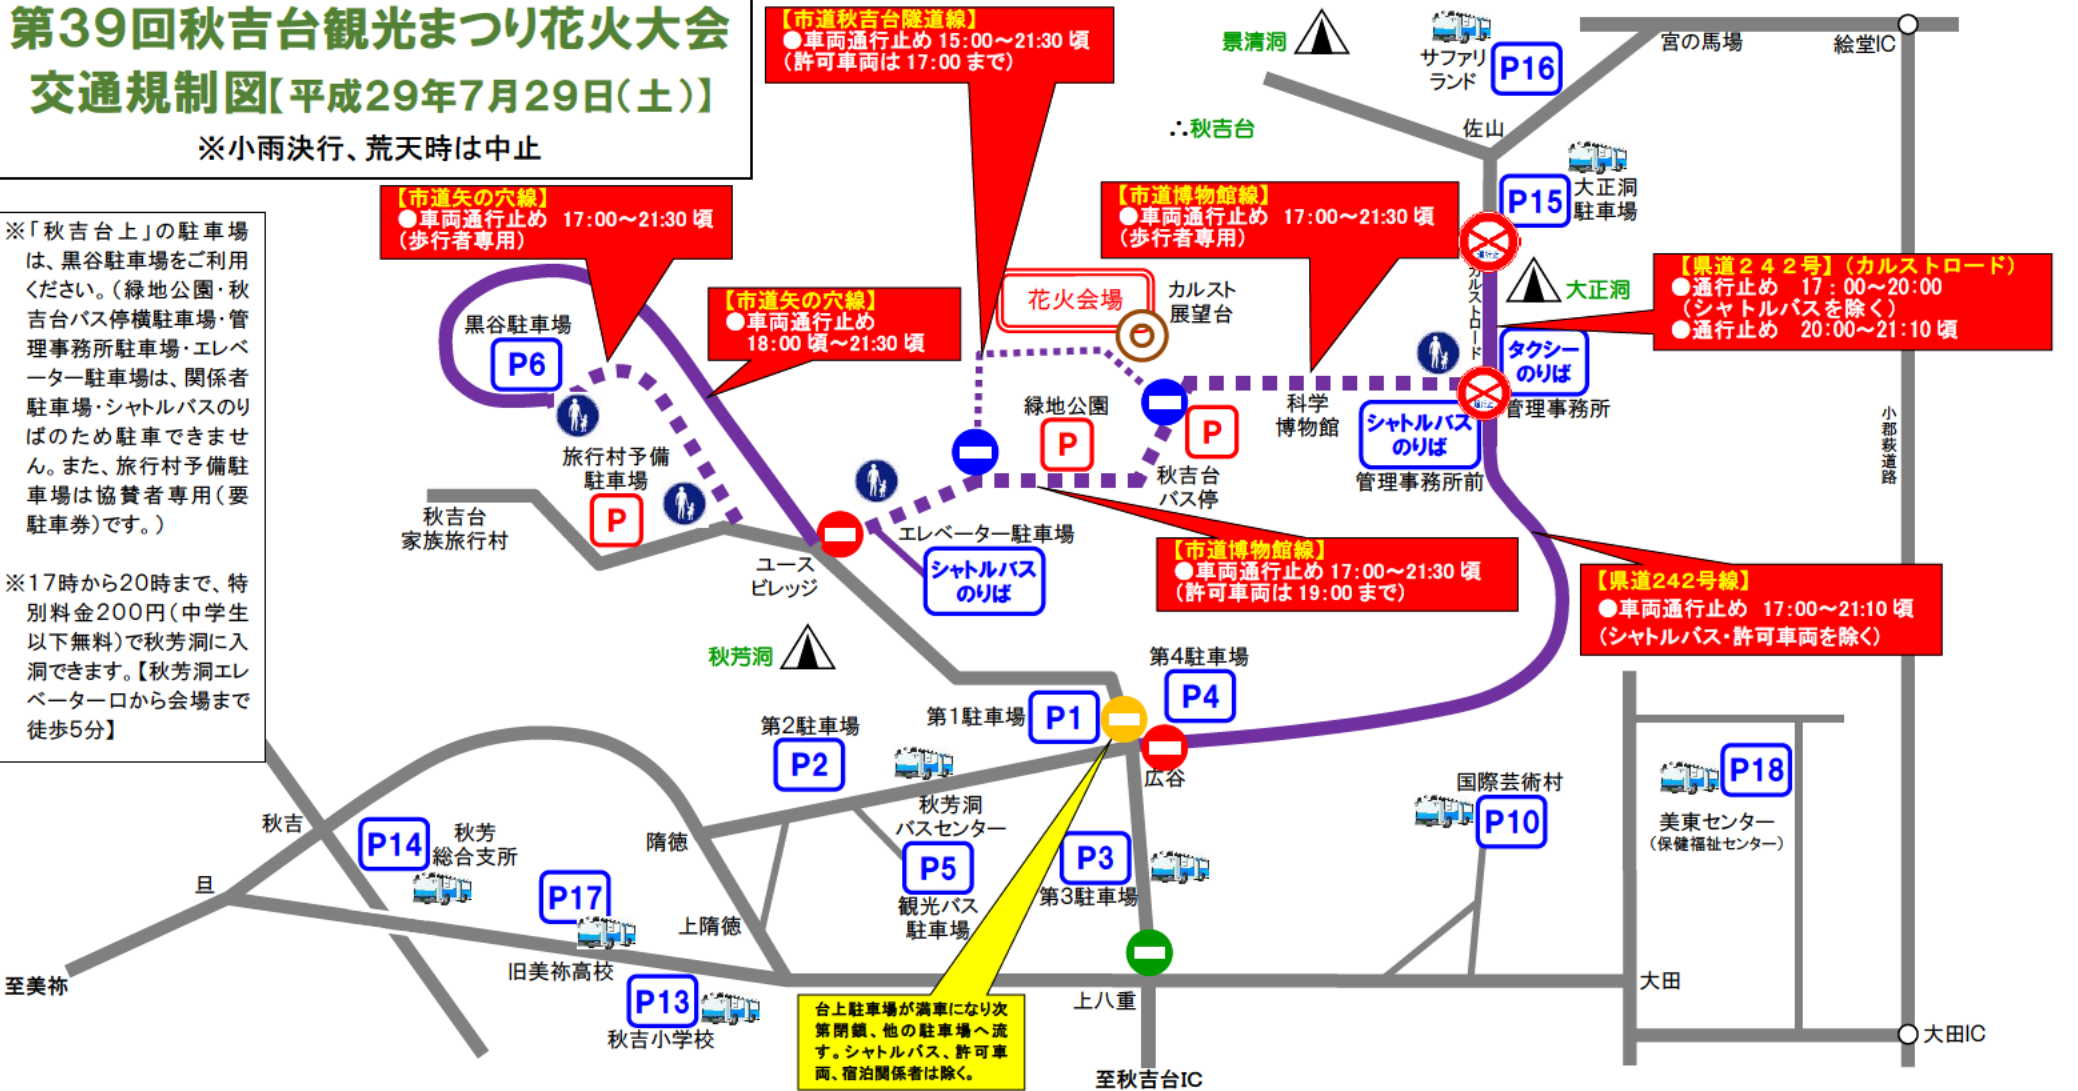 第39回秋吉台観光まつり花火大会
交通規制図【平成29年7月29日(土)】
※小雨決行、荒天時は中止
※「秋吉台上」の駐車場
は、黒谷駐車場をご利用
ください。(緑地公園・秋
吉台バス停横駐車場・管
理事務所駐車場・エレベ
ーター駐車場は、関係者
駐車場・シャトルバスのり
ばのため駐車できませ
ん。また、旅行村予備駐
車場は協賛者専用(要
駐車券)です。)
※17時から20時まで、特
別料金200円(中学生
以下無料)で秋芳洞に入
洞できます。【秋芳洞エレ
ベーター口から会場まで
徒歩5分】
【市道秋吉台隧道線】
●車両通行止め 15:00～21:30 頃
(許可車両は 17:00 まで)
景清洞
サファリ
ランド
P16
宮の馬場
絵堂IC
∴秋吉台
佐山
P15
大正洞
駐車場
【市道矢の穴線】
●車両通行止め 17:00～21:30 頃
(歩行者専用)
【市道博物館線】
●車両通行止め 17:00～21:30 頃
(歩行者専用)
【県道242号】(カルストロード)
●通行止め 17:00～20:00
(シャトルバスを除く)
●通行止め 20:00～21:10 頃
大正洞
カルストロード
通行止
【市道矢の穴線】
●車両通行止め
18:00 頃～21:30 頃
花火会場
カルスト
展望台
黒谷駐車場
P6
タクシー
のりば
管理事務所
通行止
緑地公園
P
P
科学
博物館
シャトルバス
のりば
管理事務所前
小郡萩道路
旅行村予備
駐車場
P
秋吉台
バス停
秋吉台
家族旅行村
エレベーター駐車場
シャトルバス
のりば
ユース
ビレッジ
【市道博物館線】
●車両通行止め 17:00～21:30 頃
(許可車両は 19:00 まで)
【県道242号線】
●車両通行止め 17:00～21:10 頃
(シャトルバス・許可車両を除く)
秋芳洞
第4駐車場
P4
第1駐車場
P1
第2駐車場
P2
広谷
国際芸術村
P10
P18
美東センター
(保健福祉センター)
秋芳洞
バスセンター
P5
観光バス
駐車場
P3
第3駐車場
秋吉
P14
秋芳
総合支所
隋徳
旦
P17
上隋徳
旧美祢高校
至美祢
P13
秋吉小学校
台上駐車場が満車になり次
第閉鎖、他の駐車場へ流
す。シャトルバス、許可車
両、宿泊関係者は除く。
上八重
大田
大田IC
至秋吉台IC